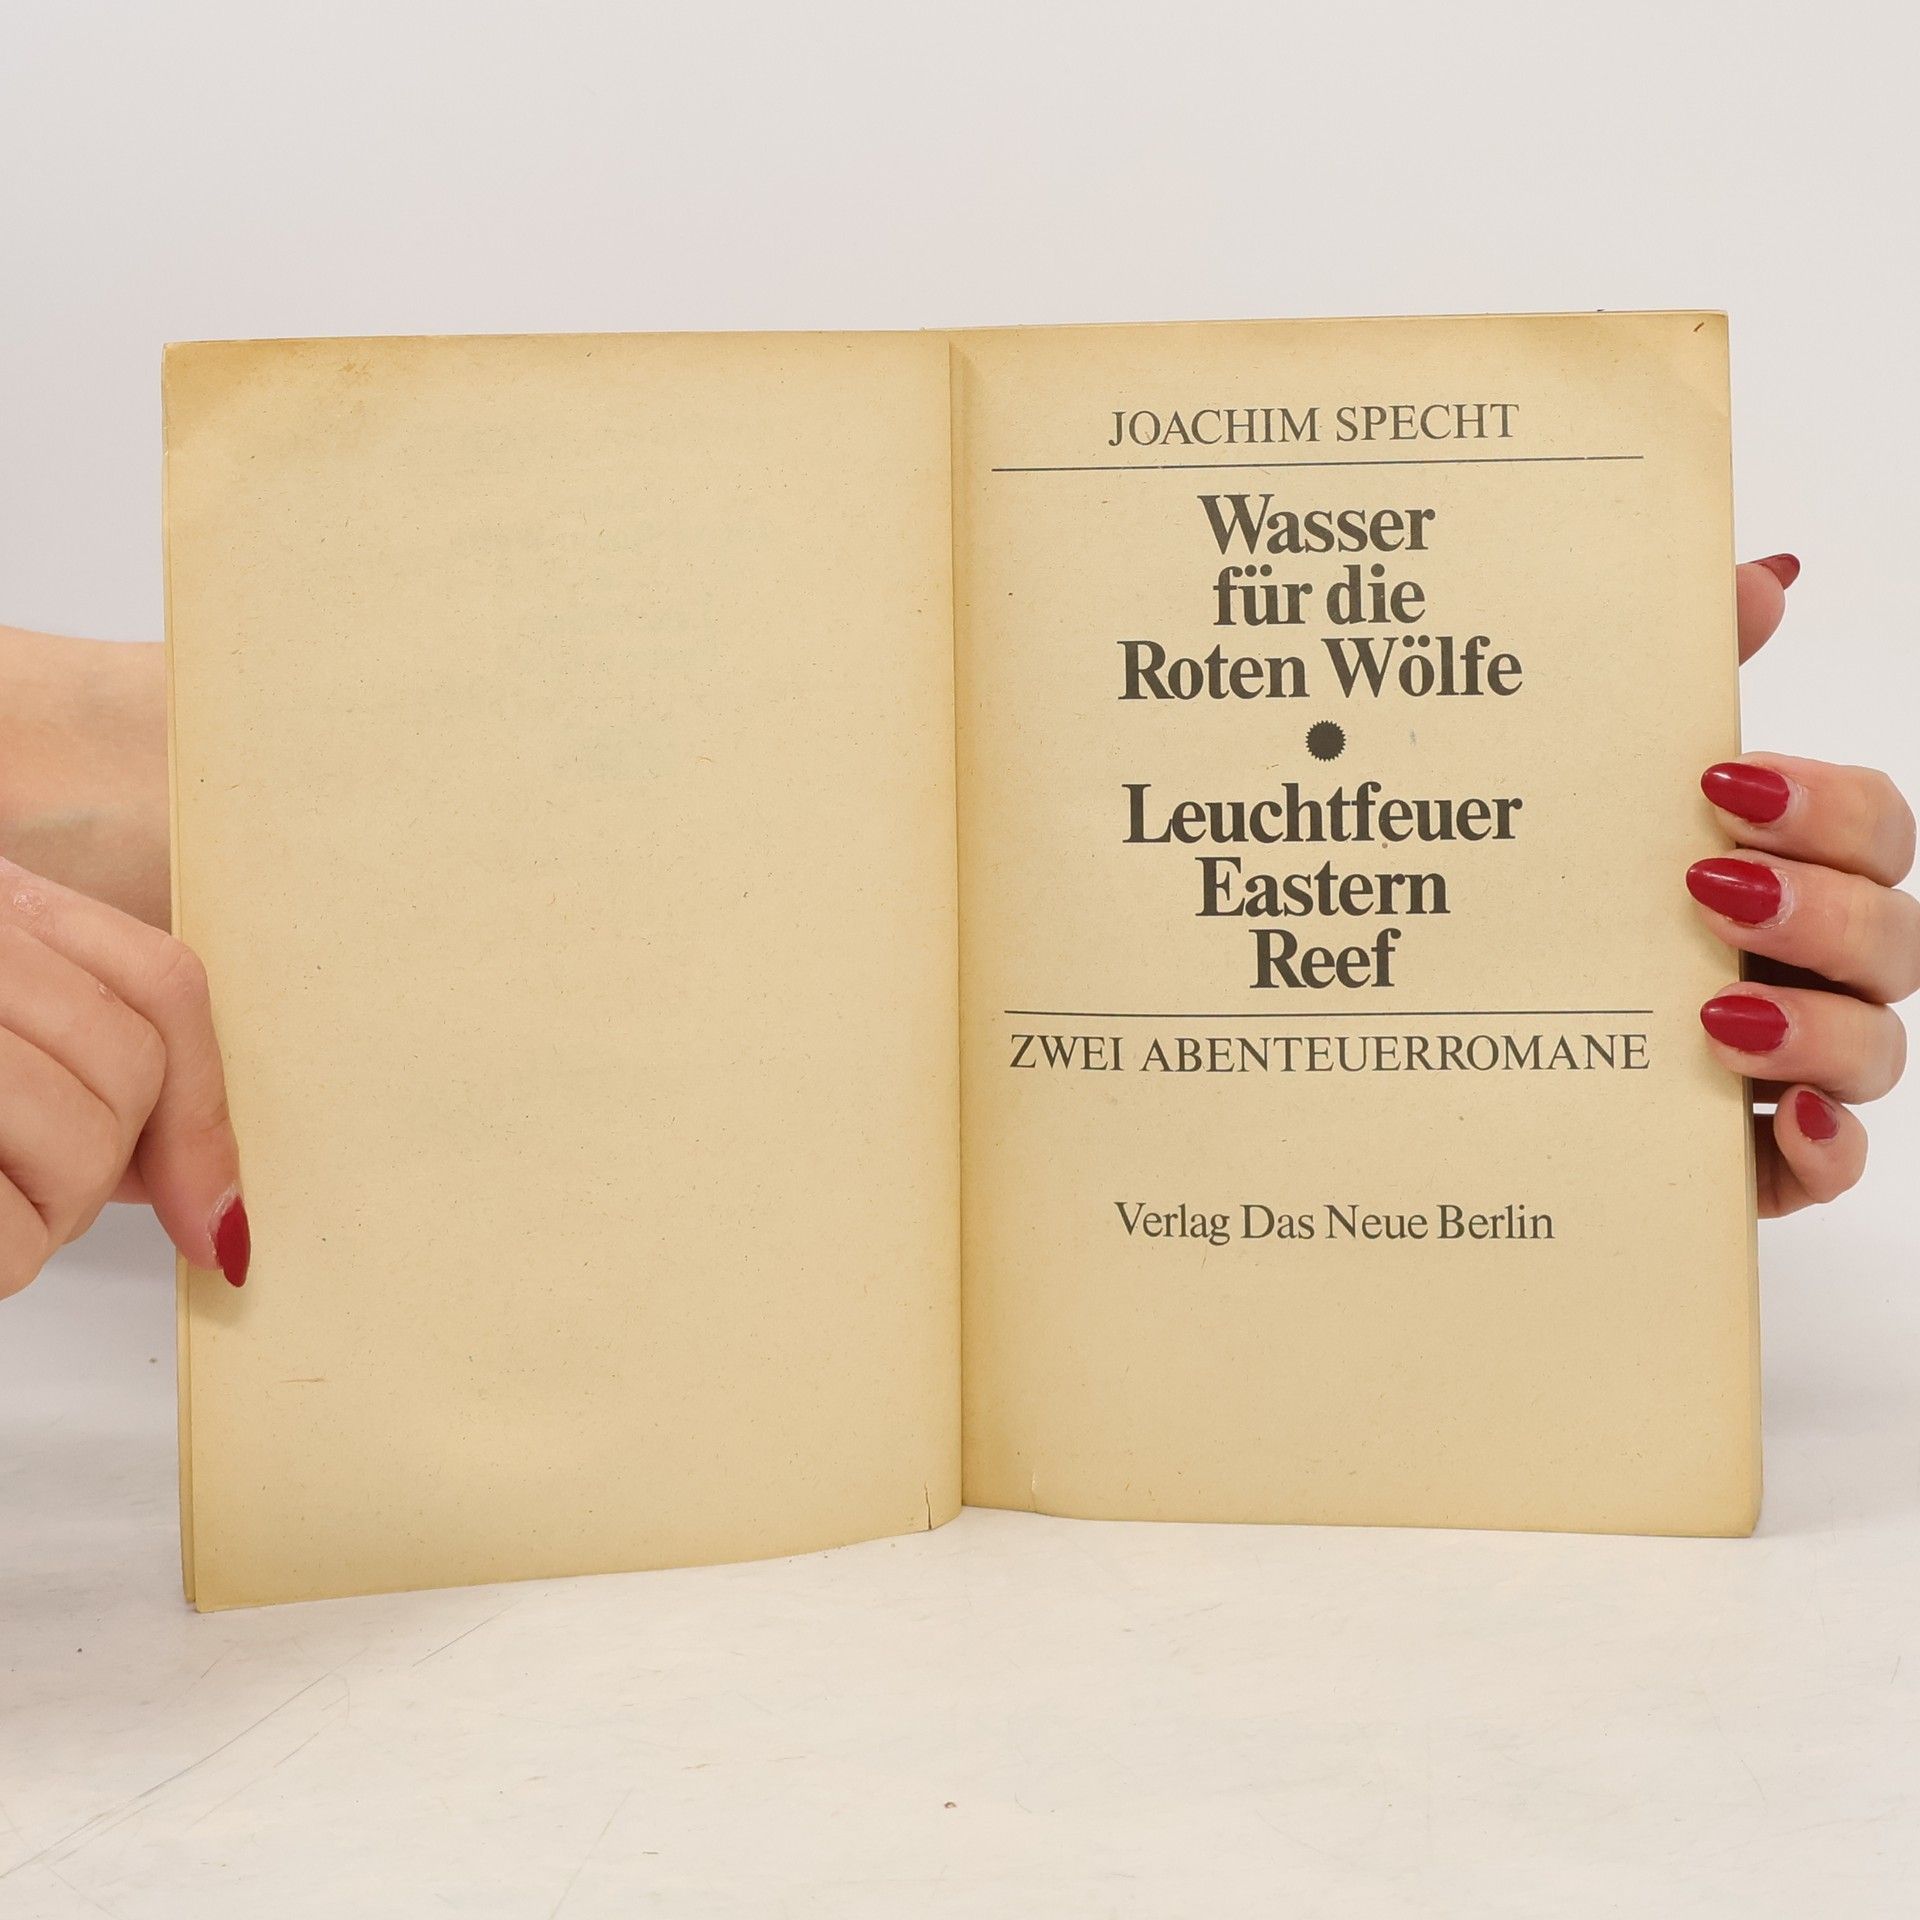 JOACHIM SPECHT
Wasser
für die
Roten Wölfe
Leuchtfeuer
Eastern
Reef
ZWEI ABENTEUERROMANE
Verlag Das Neue Berlin